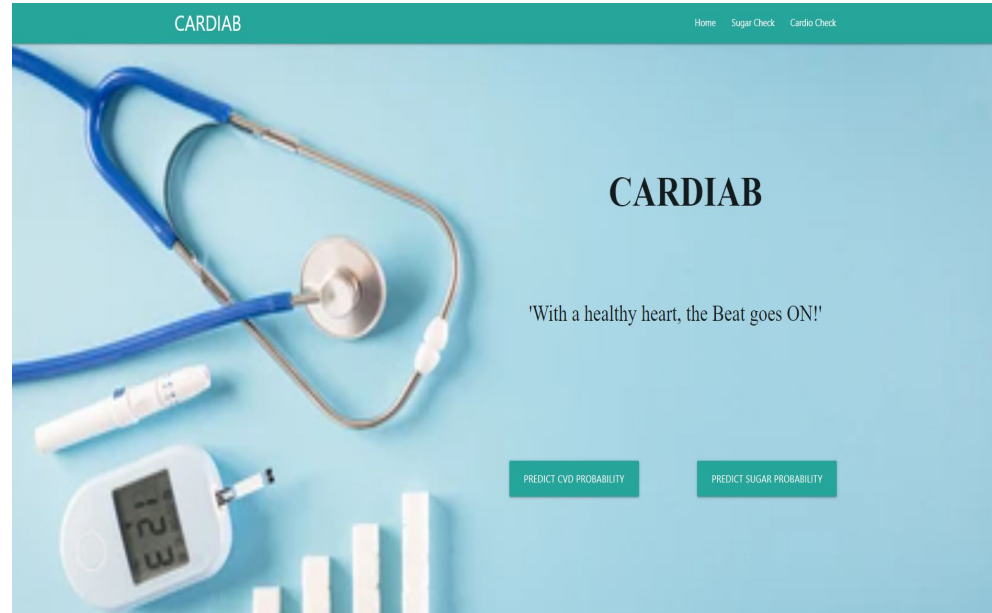 CARDIAB
Home Sugar Check Cardio Check
CARDIAB
'With a healthy heart, the Beat goes ON!'
PREDICT CVD PROBABILITY PREDICT SUGAR PROBABILITY